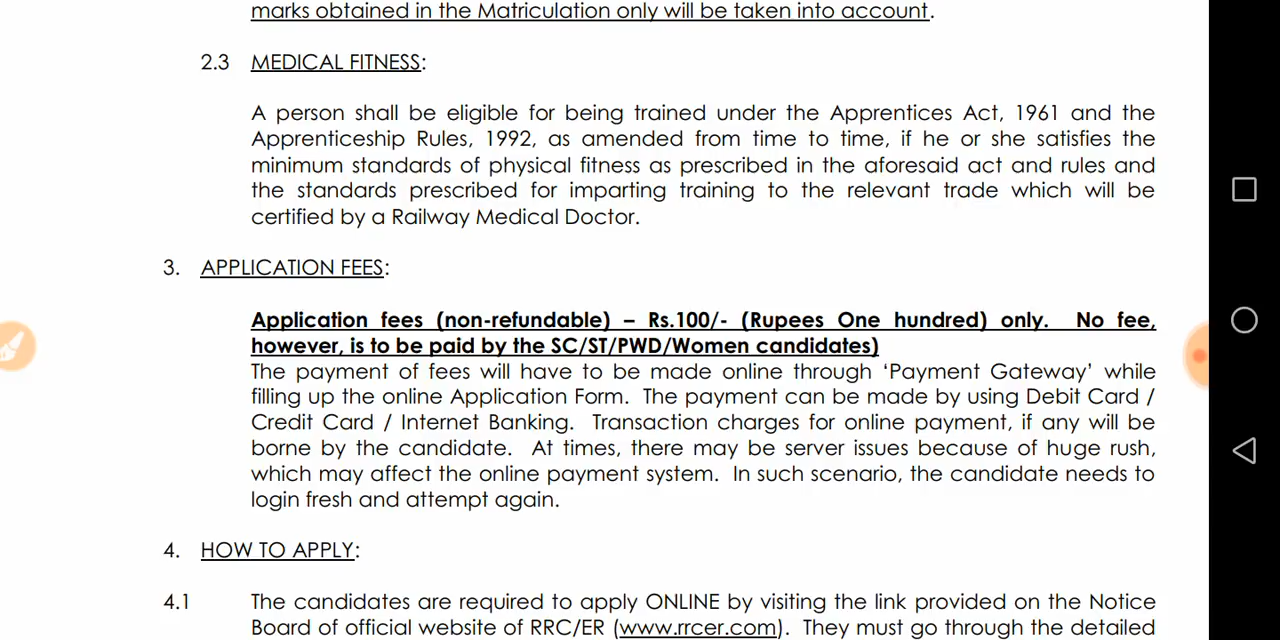 marks obtained in the Matriculation only will be taken into account.
2.3 MEDICAL FITNESS:
A person shall be eligible for being trained under the Apprentices Act, 1961 and the
Apprenticeship Rules, 1992, as amended from time to time, if he or she satisfies the
minimum standards of physical fitness as prescribed in the aforesaid act and rules and
the standards prescribed for imparting training to the relevant trade which will be
certified by a Railway Medical Doctor.
3. APPLICATION FEES:
Application fees (non-refundable) – Rs.100/- (Rupees One hundred) only. No fee,
however, is to be paid by the SC/ST/PWD/Women candidates)
The payment of fees will have to be made online through ‘Payment Gateway’ while
filling up the online Application Form. The payment can be made by using Debit Card /
Credit Card / Internet Banking. Transaction charges for online payment, if any will be
borne by the candidate. At times, there may be server issues because of huge rush,
which may affect the online payment system. In such scenario, the candidate needs to
login fresh and attempt again.
4. HOW TO APPLY:
4.1 The candidates are required to apply ONLINE by visiting the link provided on the Notice
Board of official website of RRC/ER (www.rrcer.com). They must go through the detailed